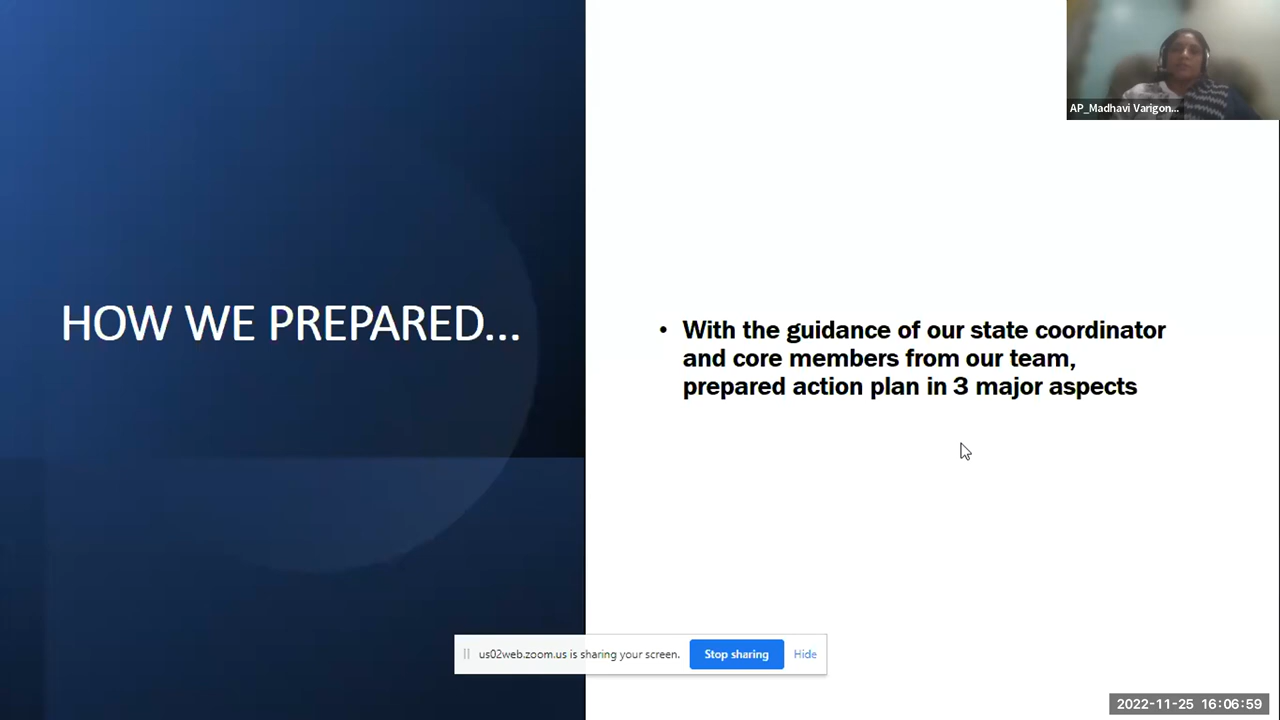 AP_Madhavi Varigon...
HOW WE PREPARED...
• With the guidance of our state coordinator
and core members from our team,
prepared action plan in 3 major aspects
us02web.zoom.us is sharing your screen.
Stop sharing
Hide
2022-11-25 16:06:59